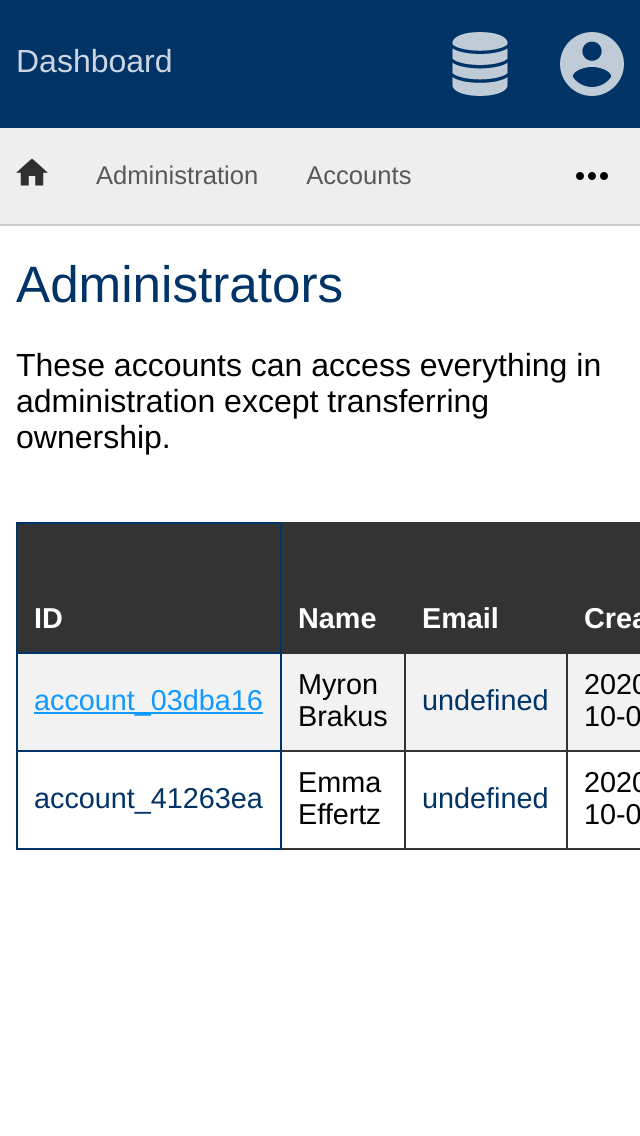 Dashboard
Administration Accounts
Administrators
These accounts can access everything in
administration except transferring
ownership.
ID Name Email Crea
account_03dba16 Myron Brakus undefined 2020 10-0
account_41263ea Emma Effertz undefined 2020 10-0